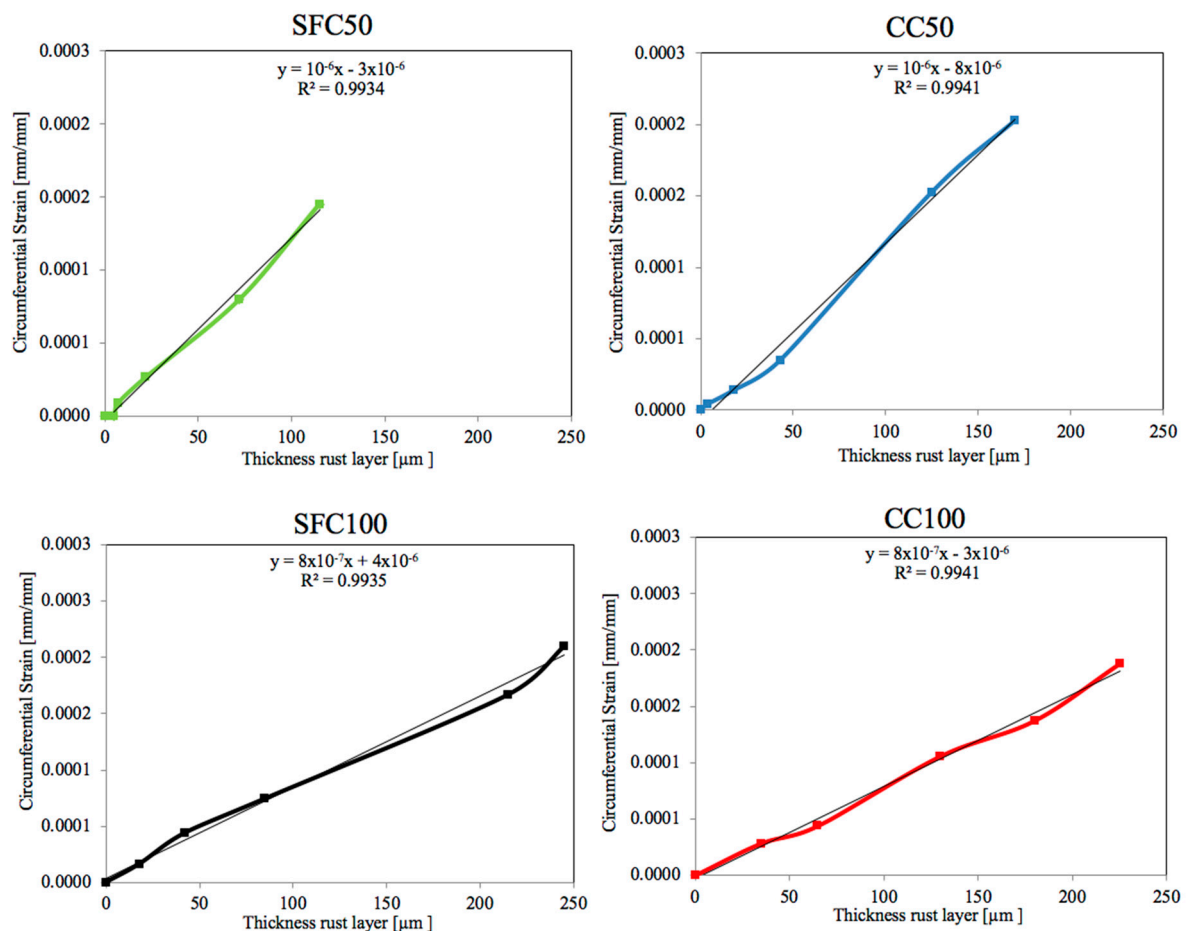 SFC50
y = 10⁻⁶x - 3x10⁻⁶
R² = 0.9934
0.0003
0.0002
0.0002
0.0001
0.0001
0.0000
Circumferential Strain [mm/mm]
0 50 100 150 200 250
Thickness rust layer [µm ]
CC50
y = 10⁻⁶x - 8x10⁻⁶
R² = 0.9941
0.0003
0.0002
0.0002
0.0001
0.0001
0.0000
Circumferential Strain [mm/mm]
0 50 100 150 200 250
Thickness rust layer [µm ]
SFC100
y = 8x10⁻⁷x + 4x10⁻⁶
R² = 0.9935
0.0003
0.0003
0.0002
0.0002
0.0001
0.0001
0.0000
Circumferential Strain [mm/mm]
0 50 100 150 200 250
Thickness rust layer [µm ]
CC100
y = 8x10⁻⁷x - 3x10⁻⁶
R² = 0.9941
0.0003
0.0003
0.0002
0.0002
0.0001
0.0001
0.0000
Circumferential Strain [mm/mm]
0 50 100 150 200 250
Thickness rust layer [µm ]